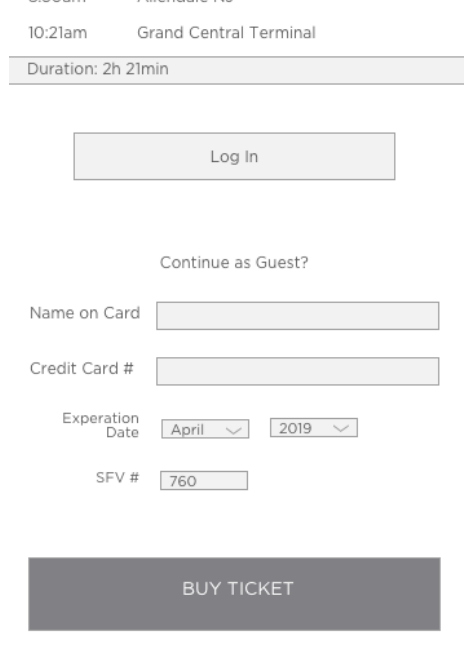 10:21am Grand Central Terminal
Duration: 2h 21min
Log In
Continue as Guest?
Name on Card
Credit Card #
Experation
Date
April
2019
SFV #
760
BUY TICKET